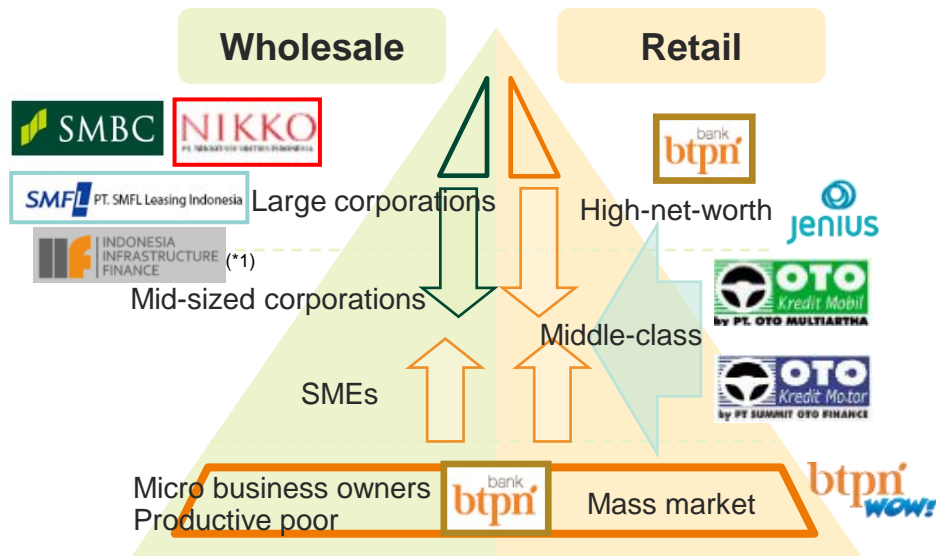 Wholesale
Retail
SMBC
NIKKO
SMFL PT. SMFL Leasing Indonesia
Large corporations
INDONESIA
INFRASTRUCTURE
FINANCE
(*1)
Mid-sized corporations
SMEs
bank
btpn
High-net-worth
jenius
Middle-class
OTO
Kredit Mobil
by PT. OTO MULTIARTHA
OTO
Kredit Motor
by PT SUMMIT OTO FINANCE
Micro business owners
Productive poor
bank
btpn
Mass market
btpn
WOW!